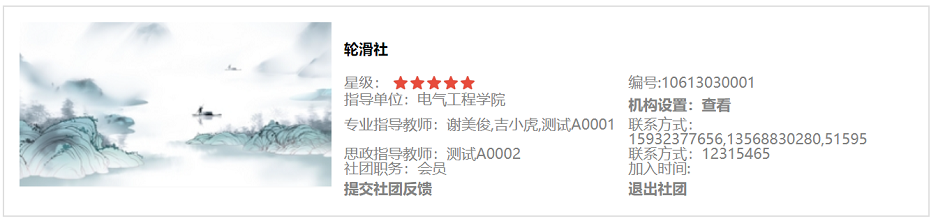 轮滑社
星级：
编号:10613030001
指导单位：电气工程学院
机构设置：查看
专业指导教师：谢美俊,吉小虎,测试A0001
联系方式：
15932377656,13568830280,51595
思政指导教师：测试A0002
联系方式：12315465
社团职务：会员
加入时间:
提交社团反馈
退出社团